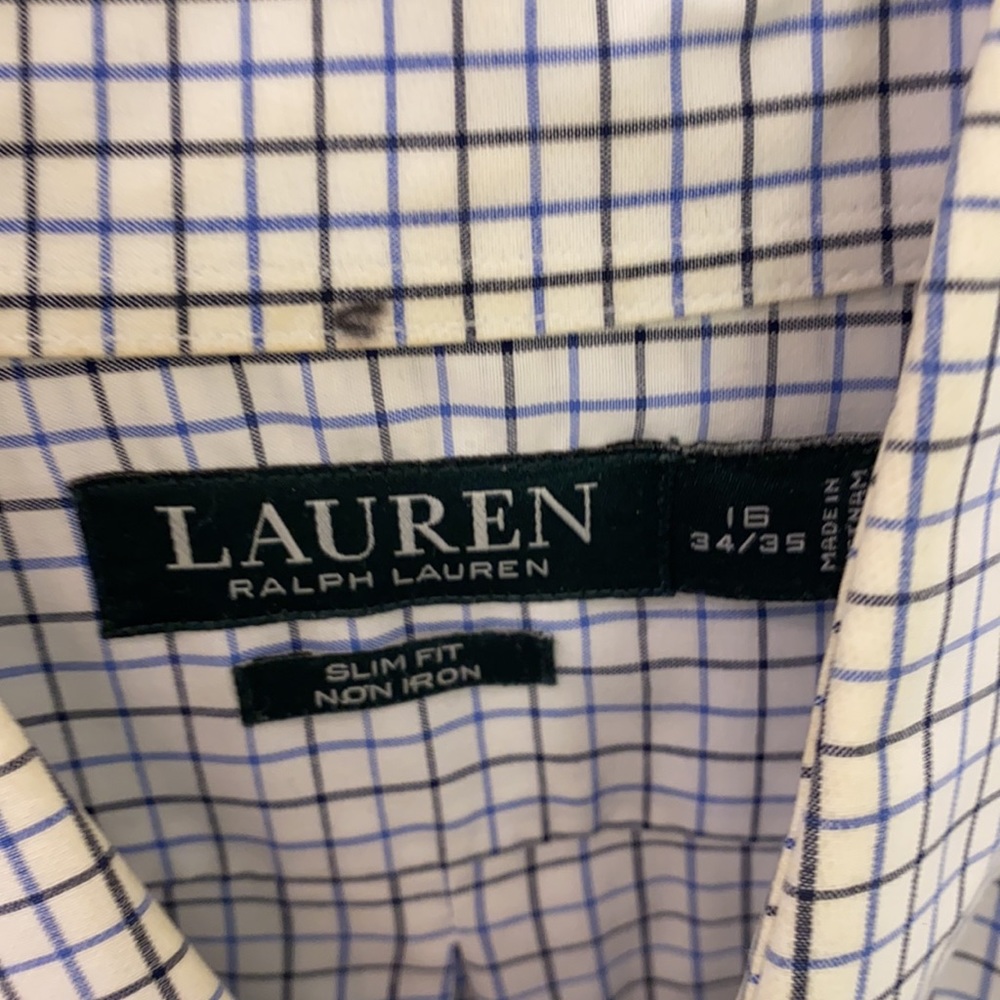 LAUREN
RALPH LAUREN
16
34/35
MADE IN
SLIM FIT
NON IRON